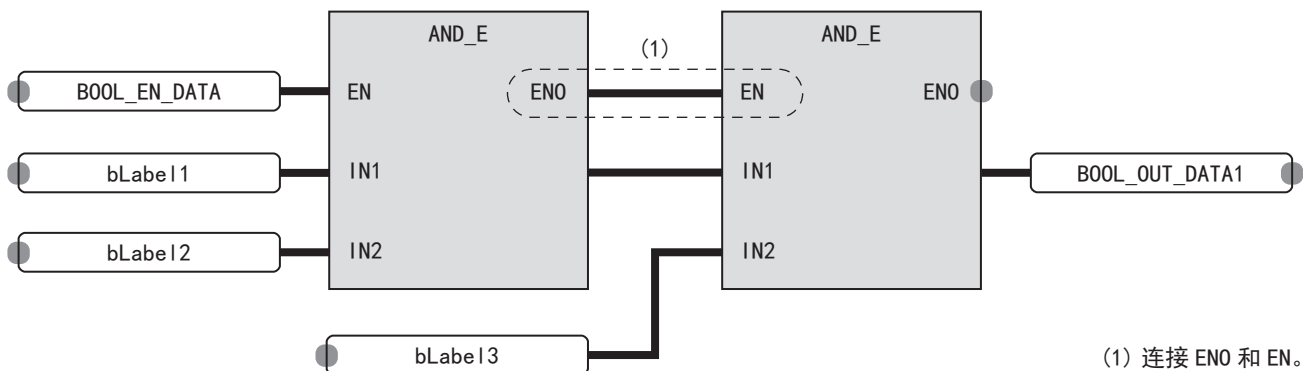 AND_E AND_E
(1)
BOOL_EN_DATA EN ENO EN ENO
bLabel1 IN1 IN1 BOOL_OUT_DATA1
bLabel2 IN2 IN2
bLabel3
(1) 连接 ENO 和 EN。